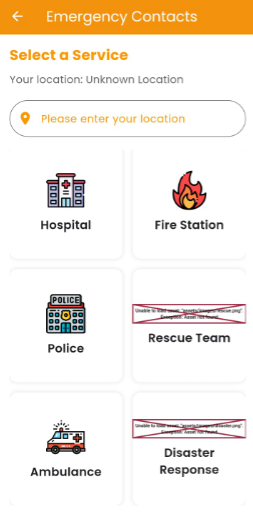 Emergency Contacts
Select a Service
Your location: Unknown Location
Please enter your location
Hospital
Fire Station
POLICE
Police
Unable to load asset: "assets/images/rescue.png".
Exception: Asset not found
Rescue Team
Ambulance
Unable to load asset: "assets/images/disaster.png".
Exception: Asset not found
Disaster
Response